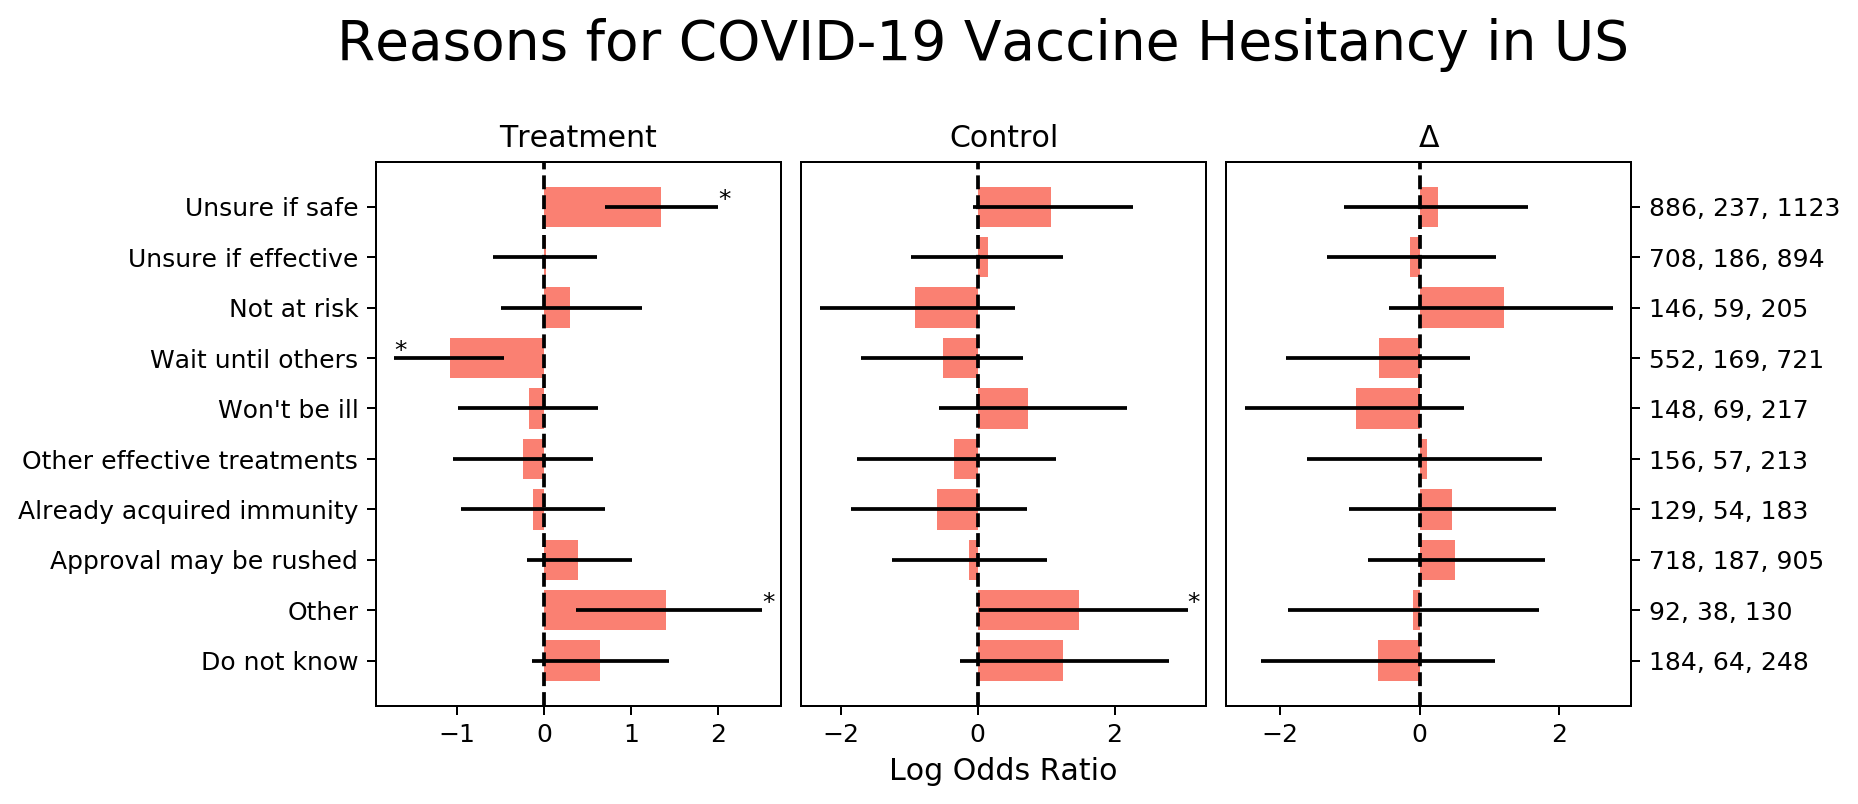 Reasons for COVID-19 Vaccine Hesitancy in US
Treatment Control Δ
Unsure if safe * 886, 237, 1123
Unsure if effective 708, 186, 894
Not at risk 146, 59, 205
Wait until others * 552, 169, 721
Won't be ill 148, 69, 217
Other effective treatments 156, 57, 213
Already acquired immunity 129, 54, 183
Approval may be rushed 718, 187, 905
Other * * 92, 38, 130
Do not know 184, 64, 248
−1 0 1 2 −2 0 2 −2 0 2
Log Odds Ratio